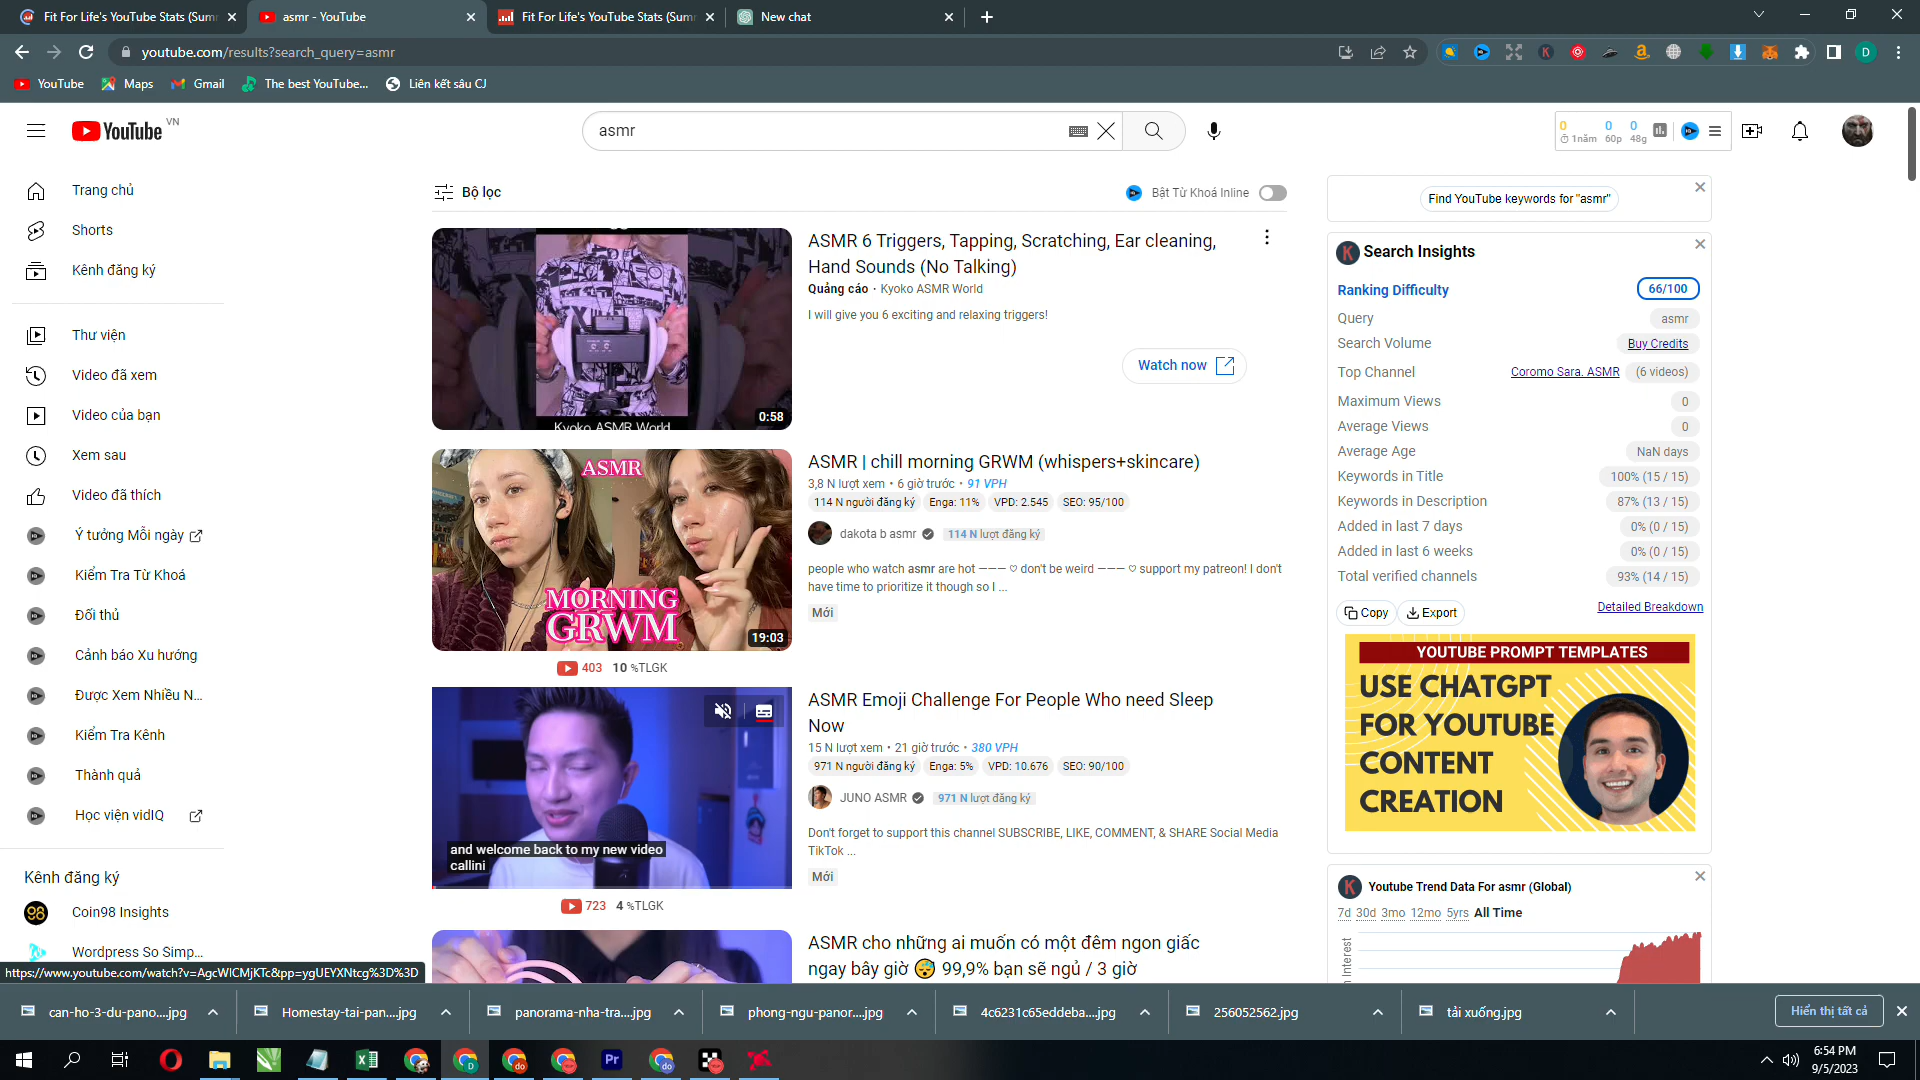 Fit For Life's YouTube Stats (Sum
asmr - YouTube
Fit For Life's YouTube Stats (Sum
New chat
youtube.com/results?search_query=asmr
YouTube
Maps
Gmail
The best YouTube...
Liên kết sâu CJ
YouTube VN
asmr
0
1năm
0
60p
0
48g
Trang chủ
Shorts
Kênh đăng ký
Thư viện
Video đã xem
Video của bạn
Xem sau
Video đã thích
Ý tưởng Mỗi ngày
Kiểm Tra Từ Khoá
Đối thủ
Cảnh báo Xu hướng
Được Xem Nhiều N...
Kiểm Tra Kênh
Thành quả
Học viện vidIQ
Kênh đăng ký
Coin98 Insights
Wordpress So Simp...
https://www.youtube.com/watch?v=AgcWlCMjKTc&pp=ygUEYXNtcg%3D%3D
Bộ lọc
Bật Từ Khoá Inline
Kyoko ASMR World
0:58
ASMR 6 Triggers, Tapping, Scratching, Ear cleaning,
Hand Sounds (No Talking)
Quảng cáo · Kyoko ASMR World
I will give you 6 exciting and relaxing triggers!
Watch now
ASMR
MORNING
GRWM
19:03
403 10 %TLGK
ASMR | chill morning GRWM (whispers+skincare)
3,8 N lượt xem • 6 giờ trước • 91 VPH
114 N người đăng ký Enga: 11% VPD: 2.545 SEO: 95/100
dakota b asmr 114 N lượt đăng ký
people who watch asmr are hot ——— ♡ don't be weird ——— ♡ support my patreon! I don't
have time to prioritize it though so I ...
Mới
and welcome back to my new video
callini
723 4 %TLGK
ASMR Emoji Challenge For People Who need Sleep
Now
15 N lượt xem • 21 giờ trước • 380 VPH
971 N người đăng ký Enga: 5% VPD: 10.676 SEO: 90/100
JUNO ASMR 971 N lượt đăng ký
Don't forget to support this channel SUBSCRIBE, LIKE, COMMENT, & SHARE Social Media
TikTok ...
Mới
ASMR cho những ai muốn có một đêm ngon giấc
ngay bây giờ 😴 99,9% bạn sẽ ngủ / 3 giờ
Find YouTube keywords for "asmr"
K Search Insights
Ranking Difficulty 66/100
Query asmr
Search Volume Buy Credits
Top Channel Coromo Sara. ASMR (6 videos)
Maximum Views 0
Average Views 0
Average Age NaN days
Keywords in Title 100% (15 / 15)
Keywords in Description 87% (13 / 15)
Added in last 7 days 0% (0 / 15)
Added in last 6 weeks 0% (0 / 15)
Total verified channels 93% (14 / 15)
Copy Export Detailed Breakdown
YOUTUBE PROMPT TEMPLATES
USE CHATGPT
FOR YOUTUBE
CONTENT
CREATION
K Youtube Trend Data For asmr (Global)
7d 30d 3mo 12mo 5yrs All Time
Interest
can-ho-3-du-pano....jpg
Homestay-tai-pan....jpg
panorama-nha-tra....jpg
phong-ngu-panor....jpg
4c6231c65eddeba....jpg
256052562.jpg
tải xuống.jpg
Hiển thị tất cả
6:54 PM
9/5/2023